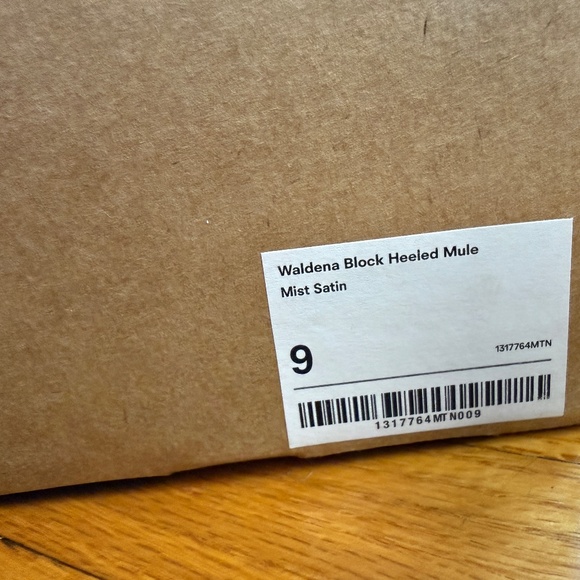 Waldena Block Heeled Mule
Mist Satin
9
1317764MTN
1317764MTN009